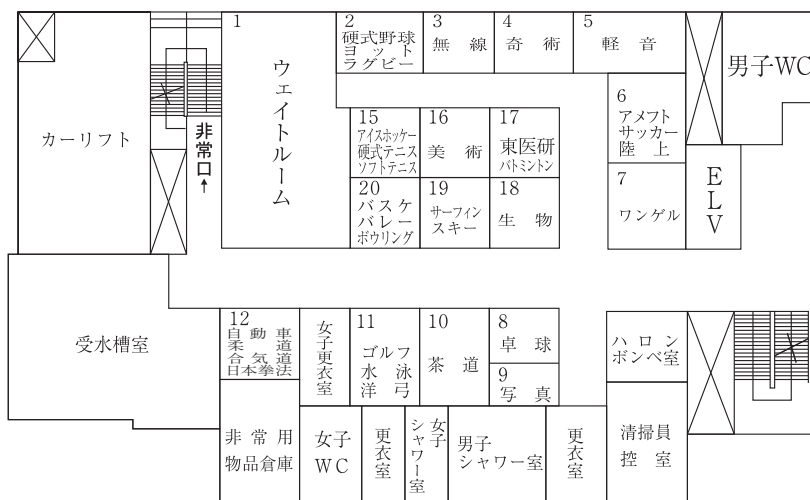 カーリフト
非常口↑
1
ウェイトルーム
2
硬式野球
ヨット
ラグビー
3
無線
4
奇術
5
軽音
男子WC
6
アメフト
サッカー
陸上
7
ワンゲル
ELV
15
アイスホッケー
硬式テニス
ソフトテニス
16
美術
17
東医研
バトミントン
20
バスケ
バレー
ボウリング
19
サーフィン
スキー
18
生物
受水槽室
12
自動車
柔道
合気道
日本拳法
女子更衣室
11
ゴルフ
水泳
洋弓
10
茶道
8
卓球
9
写真
ハロン
ボンベ室
非常用
物品倉庫
女子
WC
更衣室
女子
シャワー室
男子
シャワー室
更衣室
清掃員
控室